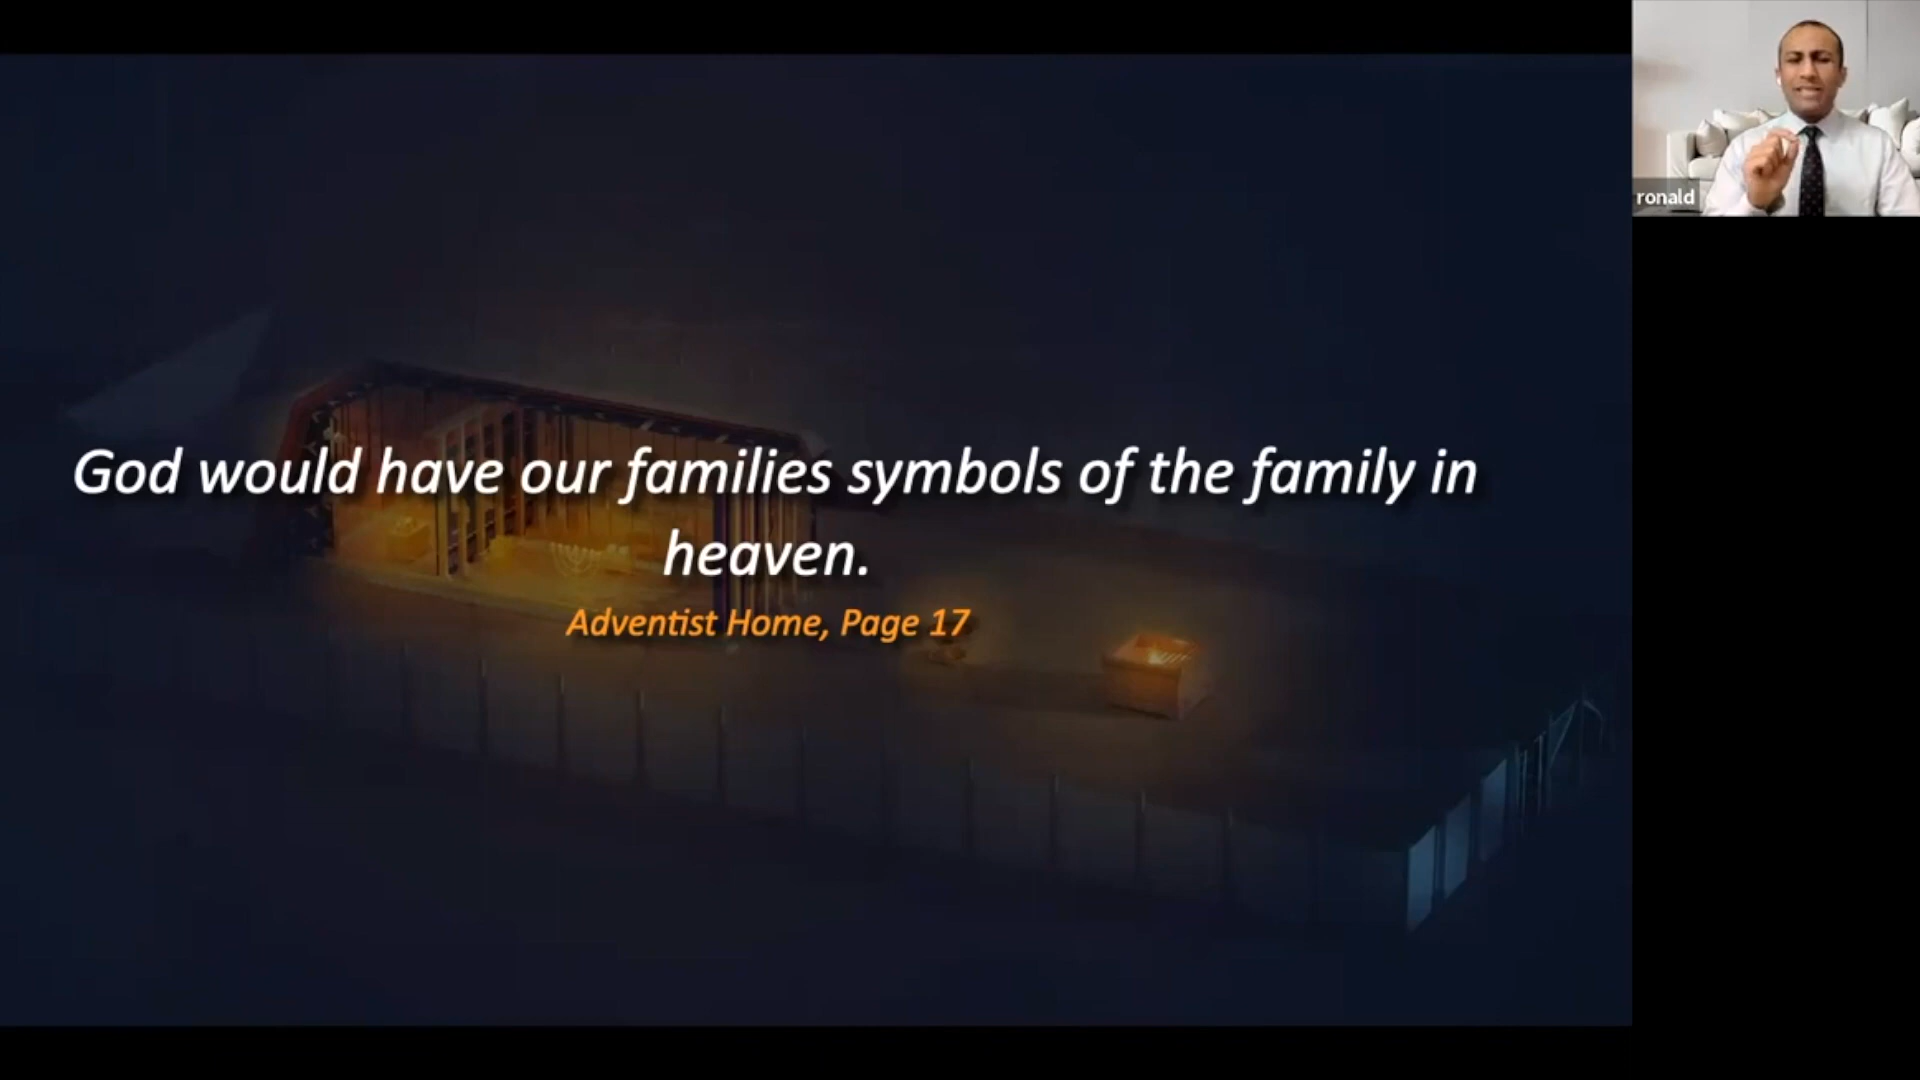 God would have our families symbols of the family in
heaven.
Adventist Home, Page 17
ronald